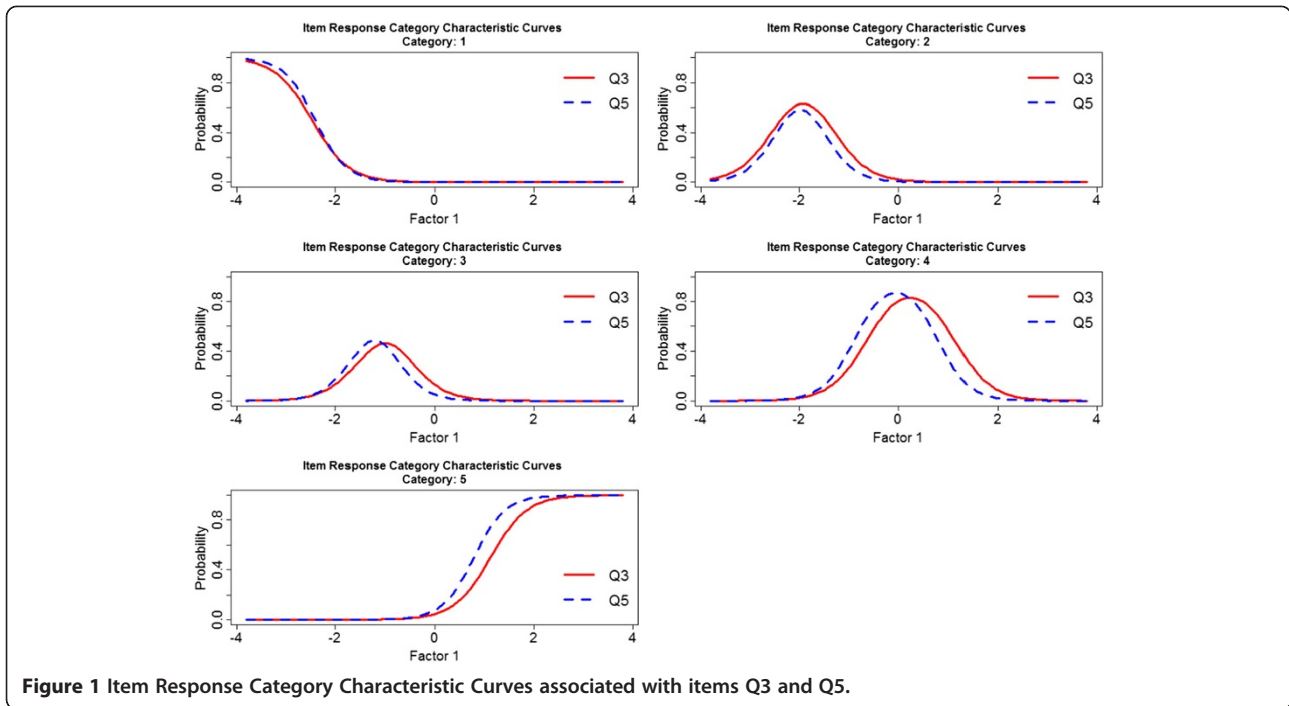 Item Response Category Characteristic Curves
Category: 1
Probability
0.0 0.4 0.8
Q3
Q5
-4 -2 0 2 4
Factor 1
Item Response Category Characteristic Curves
Category: 2
Probability
0.0 0.4 0.8
Q3
Q5
-4 -2 0 2 4
Factor 1
Item Response Category Characteristic Curves
Category: 3
Probability
0.0 0.4 0.8
Q3
Q5
-4 -2 0 2 4
Factor 1
Item Response Category Characteristic Curves
Category: 4
Probability
0.0 0.4 0.8
Q3
Q5
-4 -2 0 2 4
Factor 1
Item Response Category Characteristic Curves
Category: 5
Probability
0.0 0.4 0.8
Q3
Q5
-4 -2 0 2 4
Factor 1
Figure 1 Item Response Category Characteristic Curves associated with items Q3 and Q5.